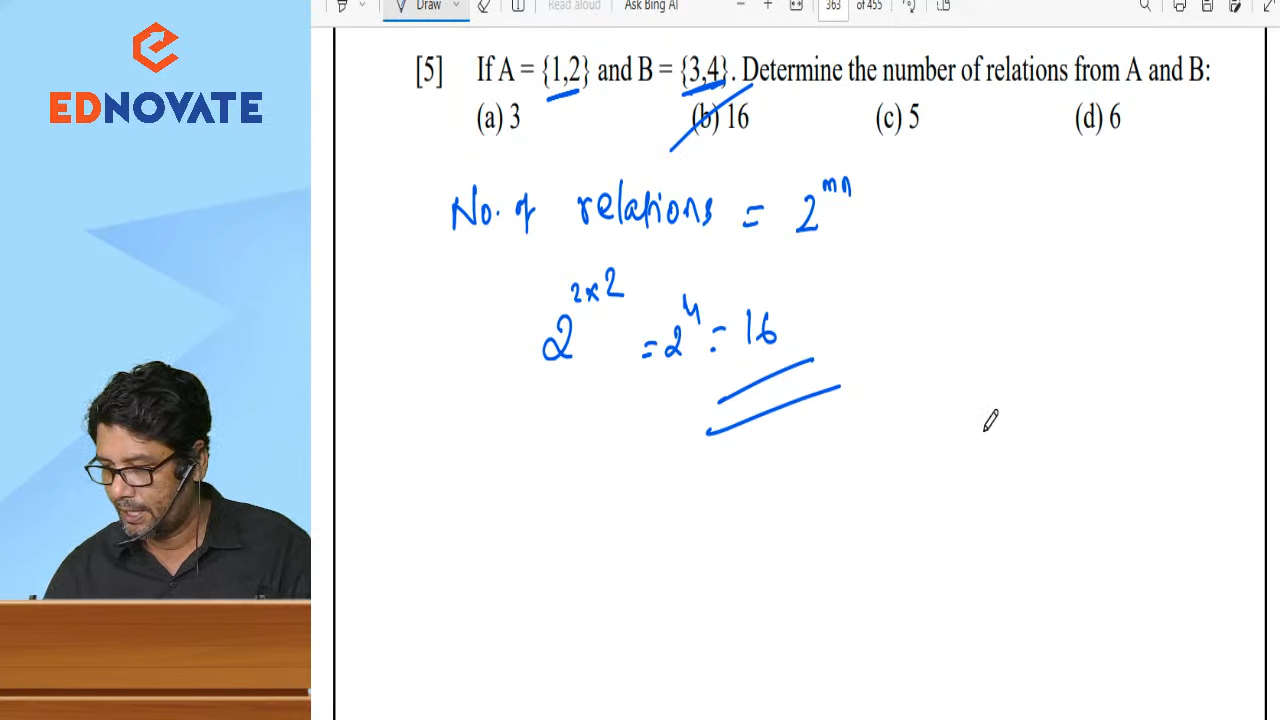 Draw
Read aloud
Ask Bing AI
363
of 455
EDNOVATE
[5] If A = {1,2} and B = {3,4}. Determine the number of relations from A and B:
(a) 3 (b) 16 (c) 5 (d) 6
No. of relations = 2^mn
2^2×2 = 2^4 = 16